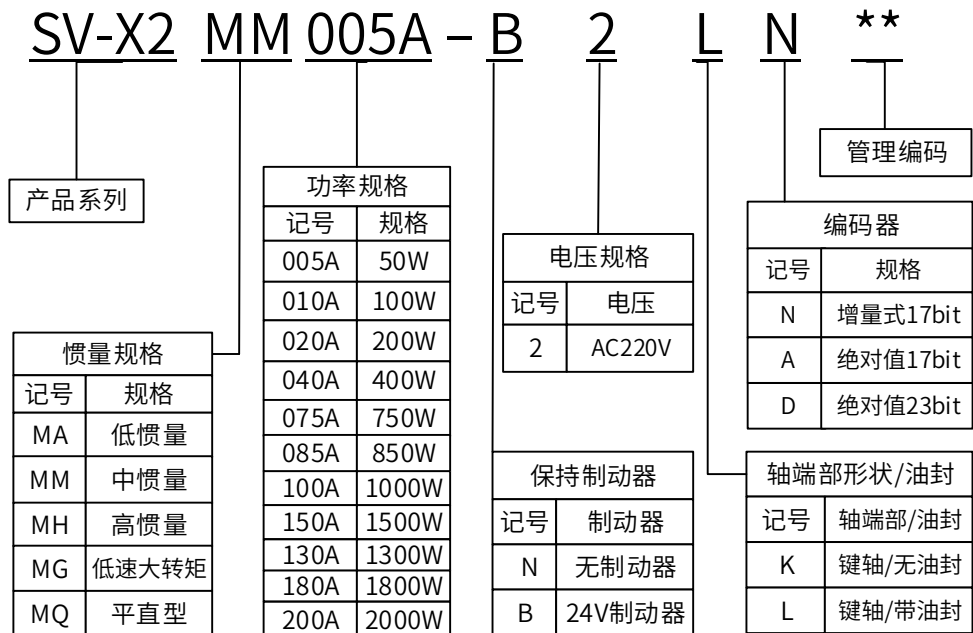 SV-X2 MM 005A – B 2 L N **
管理编码
产品系列
功率规格
记号 规格
005A 50W
010A 100W
020A 200W
040A 400W
075A 750W
085A 850W
100A 1000W
150A 1500W
130A 1300W
180A 1800W
200A 2000W
惯量规格
记号 规格
MA 低惯量
MM 中惯量
MH 高惯量
MG 低速大转矩
MQ 平直型
电压规格
记号 电压
2 AC220V
保持制动器
记号 制动器
N 无制动器
B 24V制动器
编码器
记号 规格
N 增量式17bit
A 绝对值17bit
D 绝对值23bit
轴端部形状/油封
记号 轴端部/油封
K 键轴/无油封
L 键轴/带油封